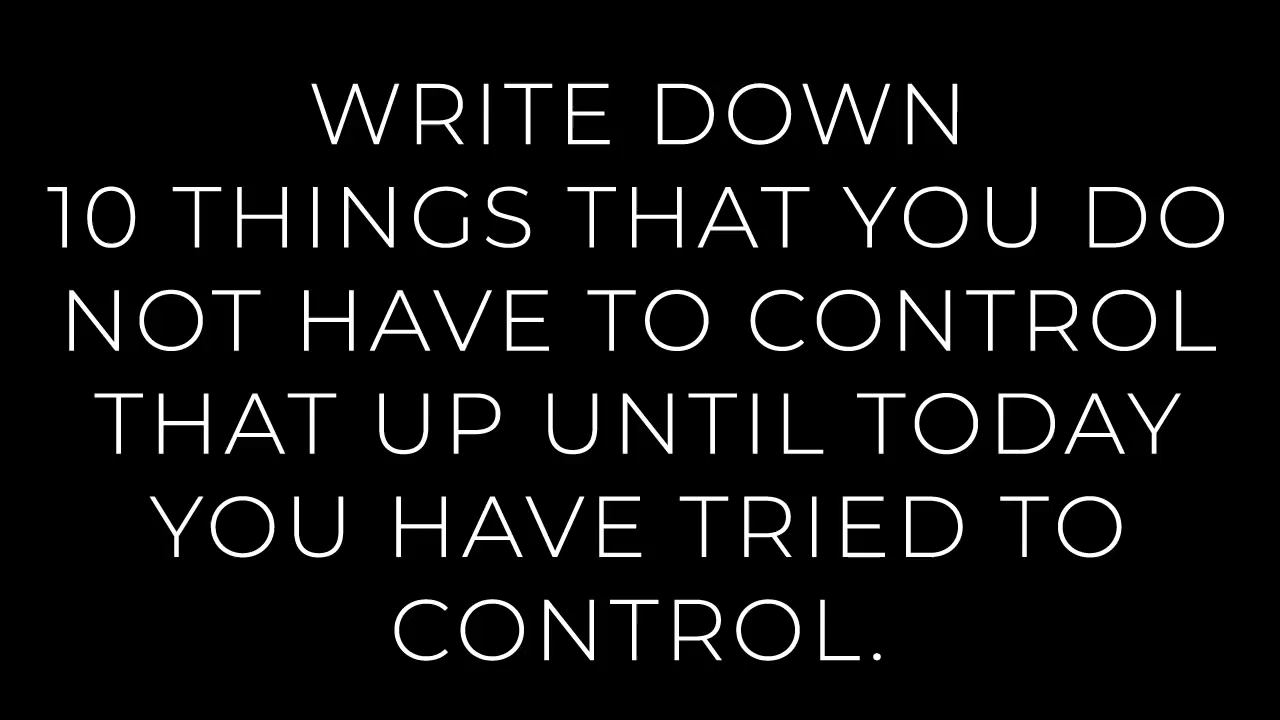 WRITE DOWN
10 THINGS THAT YOU DO
NOT HAVE TO CONTROL
THAT UP UNTIL TODAY
YOU HAVE TRIED TO
CONTROL.